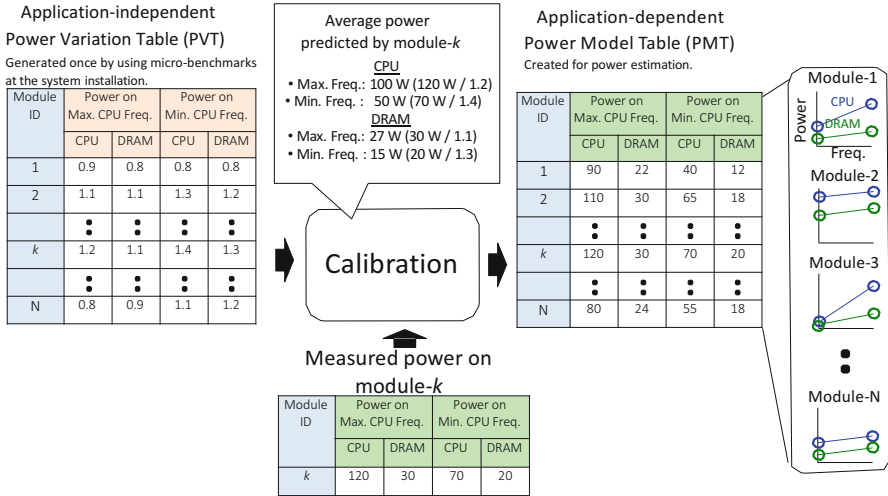 Application-independent
Power Variation Table (PVT)
Generated once by using micro-benchmarks
at the system installation.
Module ID Power on Max. CPU Freq. Power on Min. CPU Freq.
CPU DRAM CPU DRAM
1 0.9 0.8 0.8 0.8
2 1.1 1.1 1.3 1.2
k 1.2 1.1 1.4 1.3
N 0.8 0.9 1.1 1.2
Average power
predicted by module-k
CPU
• Max. Freq.: 100 W (120 W / 1.2)
• Min. Freq. : 50 W (70 W / 1.4)
DRAM
• Max. Freq.: 27 W (30 W / 1.1)
• Min. Freq. : 15 W (20 W / 1.3)
Calibration
Measured power on
module-k
Module ID Power on Max. CPU Freq. Power on Min. CPU Freq.
CPU DRAM CPU DRAM
k 120 30 70 20
Application-dependent
Power Model Table (PMT)
Created for power estimation.
Module ID Power on Max. CPU Freq. Power on Min. CPU Freq.
CPU DRAM CPU DRAM
1 90 22 40 12
2 110 30 65 18
k 120 30 70 20
N 80 24 55 18
Module-1
Power
CPU
DRAM
Freq.
Module-2
Module-3
Module-N